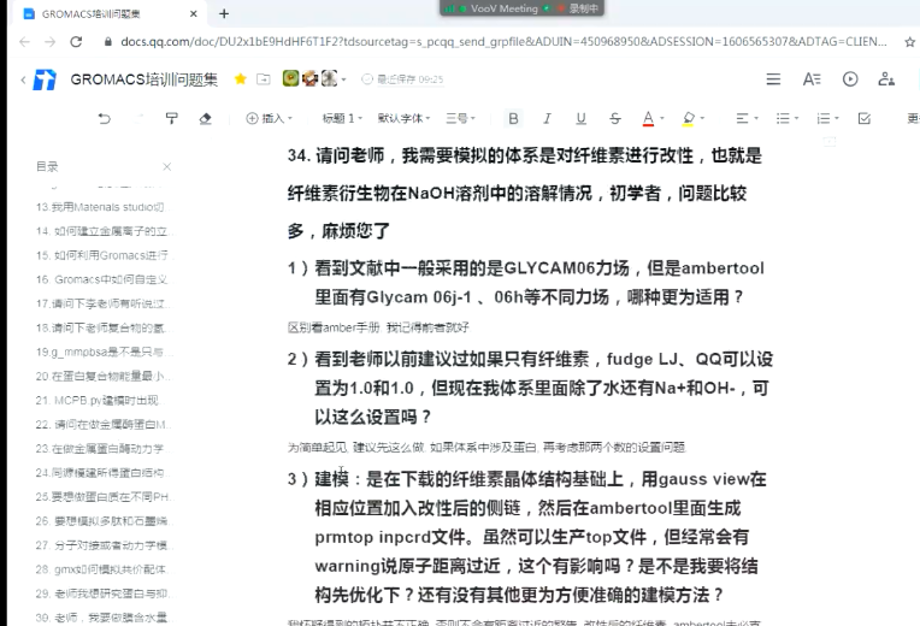 GROMACS培训问题集
VooV Meeting
录制中
docs.qq.com/doc/DU2x1bE9HdHF6T1F2?tdsourcetag=s_pcqq_send_grpfile&ADUIN=450968950&ADSESSION=1606565307&ADTAG=CLIEN...
GROMACS培训问题集
最近保存 09:25
插入
标题 1
默认字体
三号
B I U S A
更
目录
13.我用Materials studio切...
14. 如何建立金属离子的立...
15. 如何利用Gromacs进行...
16. Gromacs中如何自定义...
17.请问下李老师有听说过...
18.请问下老师复合物的氢...
19.g_mmpbsa是不是只与...
20 在蛋白复合物能量最小...
21. MCPB.py建模时出现...
22. 请问在做金属酶蛋白M...
23 在做金属蛋白酶动力学...
24.同源模建所得蛋白结构...
25.要想做蛋白质在不同PH...
26. 要想模拟多肽和石墨烯...
27. 分子对接或者动力学模...
28. gmx如何模拟共价配体...
29. 老师我想研究蛋白与抑...
30. 老师，我要做膜含水量...
34. 请问老师，我需要模拟的体系是对纤维素进行改性，也就是
纤维素衍生物在NaOH溶剂中的溶解情况，初学者，问题比较
多，麻烦您了
1）看到文献中一般采用的是GLYCAM06力场，但是ambertool
里面有Glycam 06j-1 、06h等不同力场，哪种更为适用？
区别看amber手册 我记得前者就好
2）看到老师以前建议过如果只有纤维素，fudge LJ、QQ可以设
置为1.0和1.0，但现在我体系里面除了水还有Na+和OH-，可
以这么设置吗？
为简单起见, 建议先这么做. 如果体系中涉及蛋白, 再考虑那两个数的设置问题.
3）建模：是在下载的纤维素晶体结构基础上，用gauss view在
相应位置加入改性后的侧链，然后在ambertool里面生成
prmtop inpcrd文件。虽然可以生产top文件，但经常会有
warning说原子距离过近，这个有影响吗？是不是我要将结
构先优化下？还有没有其他更为方便准确的建模方法？